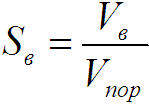 Sв = Vв / Vпор